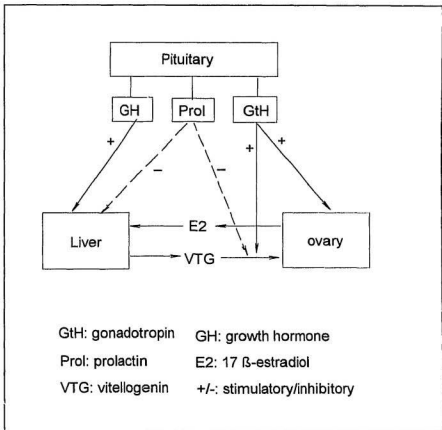 Pituitary
GH Prol GtH
+ + +
− −
Liver E2 ovary
VTG
GtH: gonadotropin GH: growth hormone
Prol: prolactin E2: 17 ß-estradiol
VTG: vitellogenin +/-: stimulatory/inhibitory